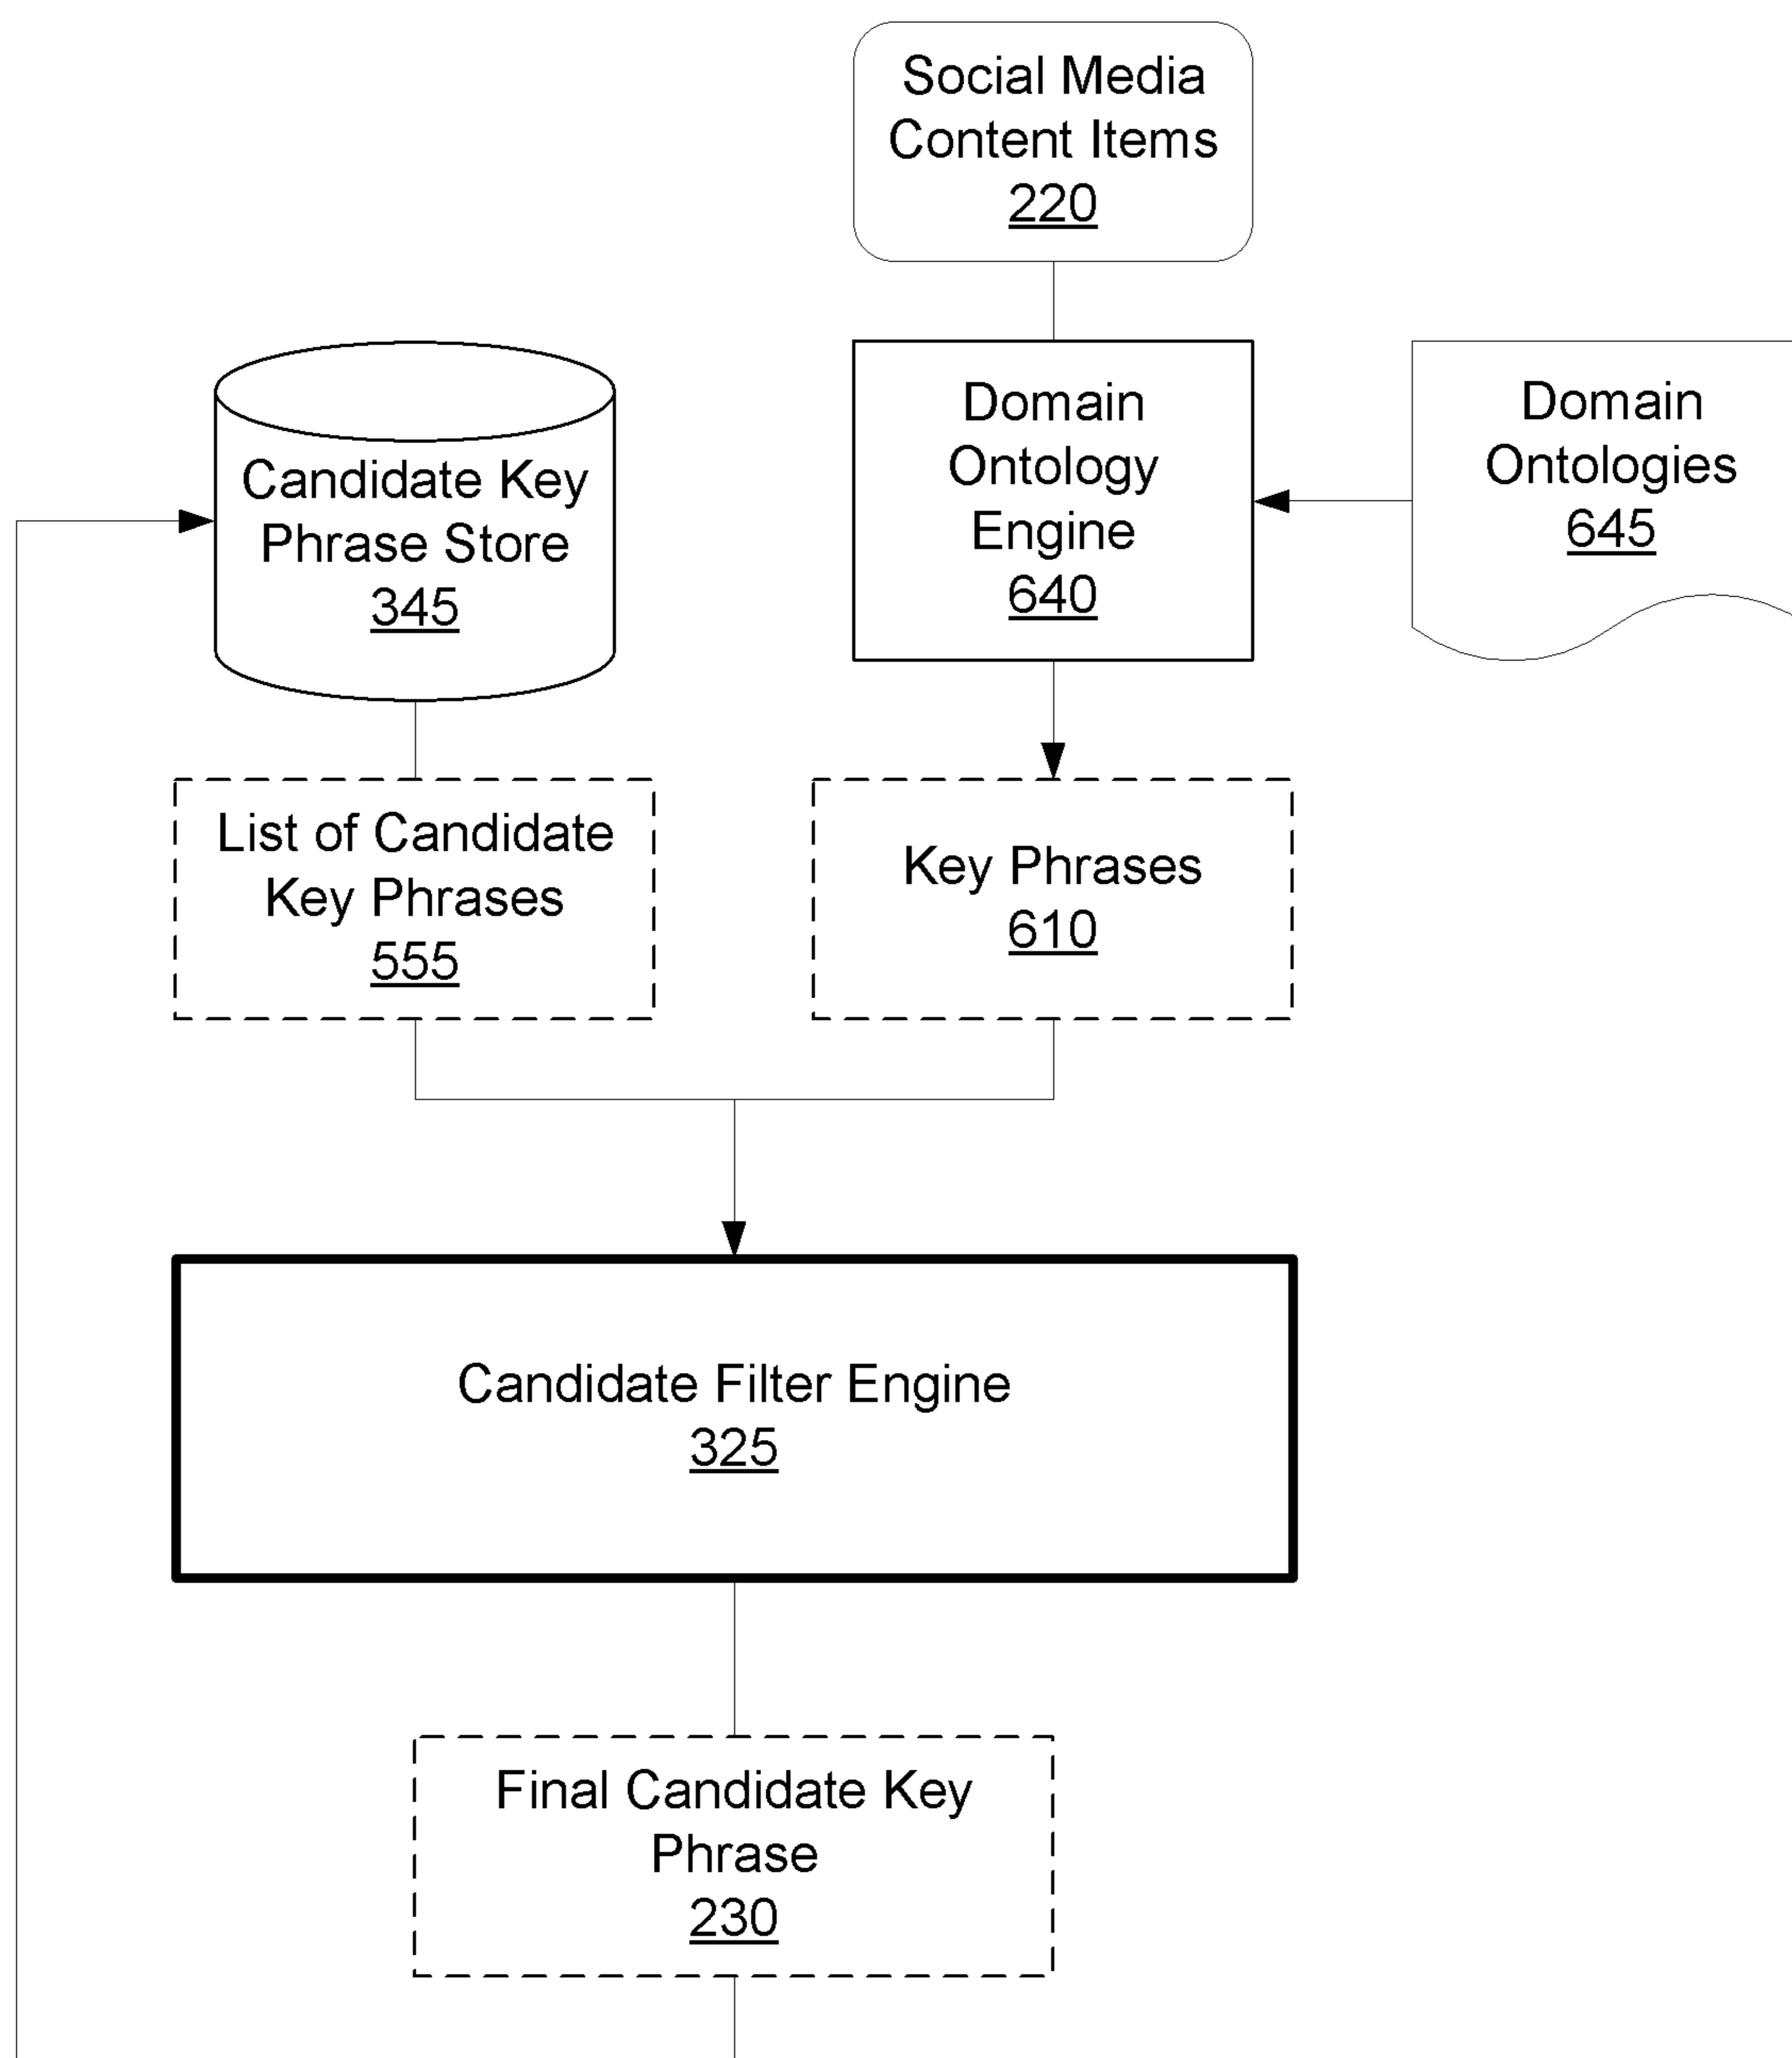 Social Media
Content Items
220
Candidate Key
Phrase Store
345
Domain
Ontology
Engine
640
Domain
Ontologies
645
List of Candidate
Key Phrases
555
Key Phrases
610
Candidate Filter Engine
325
Final Candidate Key
Phrase
230